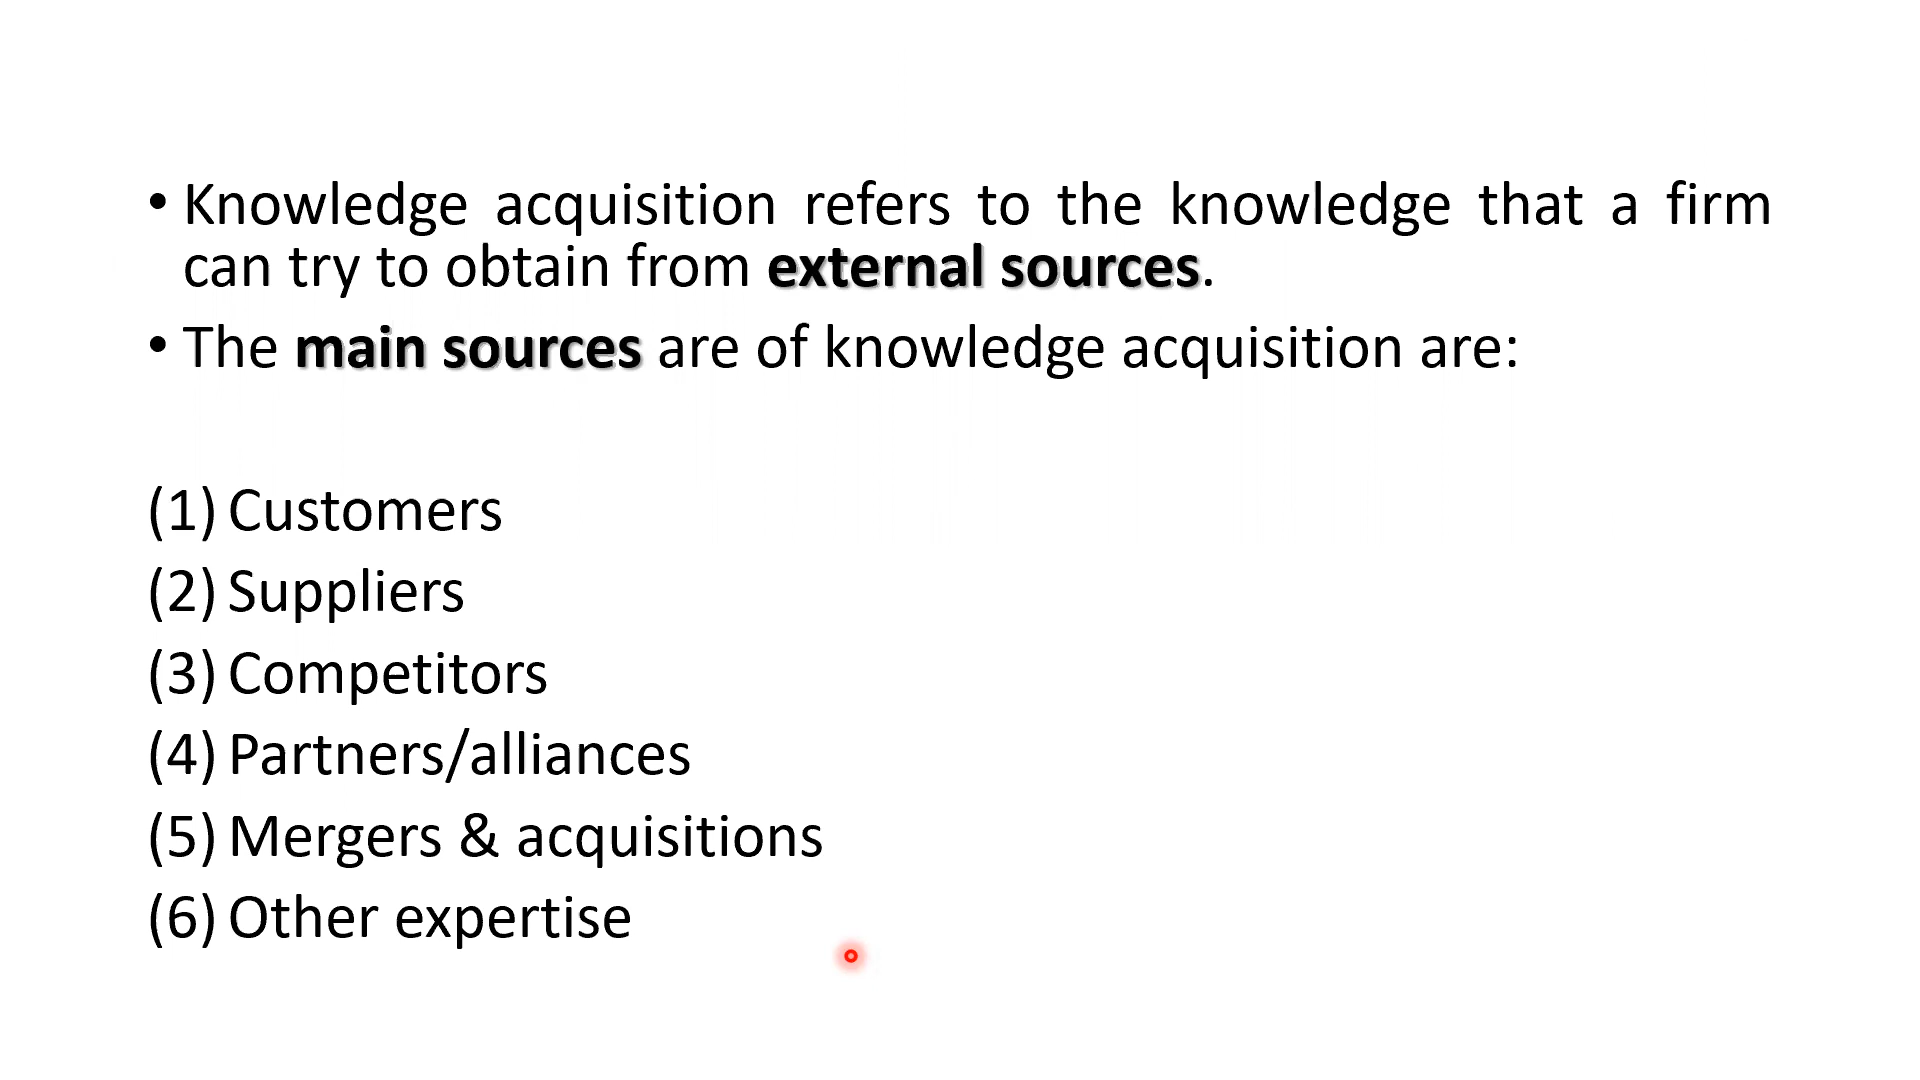 • Knowledge acquisition refers to the knowledge that a firm
can try to obtain from external sources.
• The main sources are of knowledge acquisition are:
(1) Customers
(2) Suppliers
(3) Competitors
(4) Partners/alliances
(5) Mergers & acquisitions
(6) Other expertise